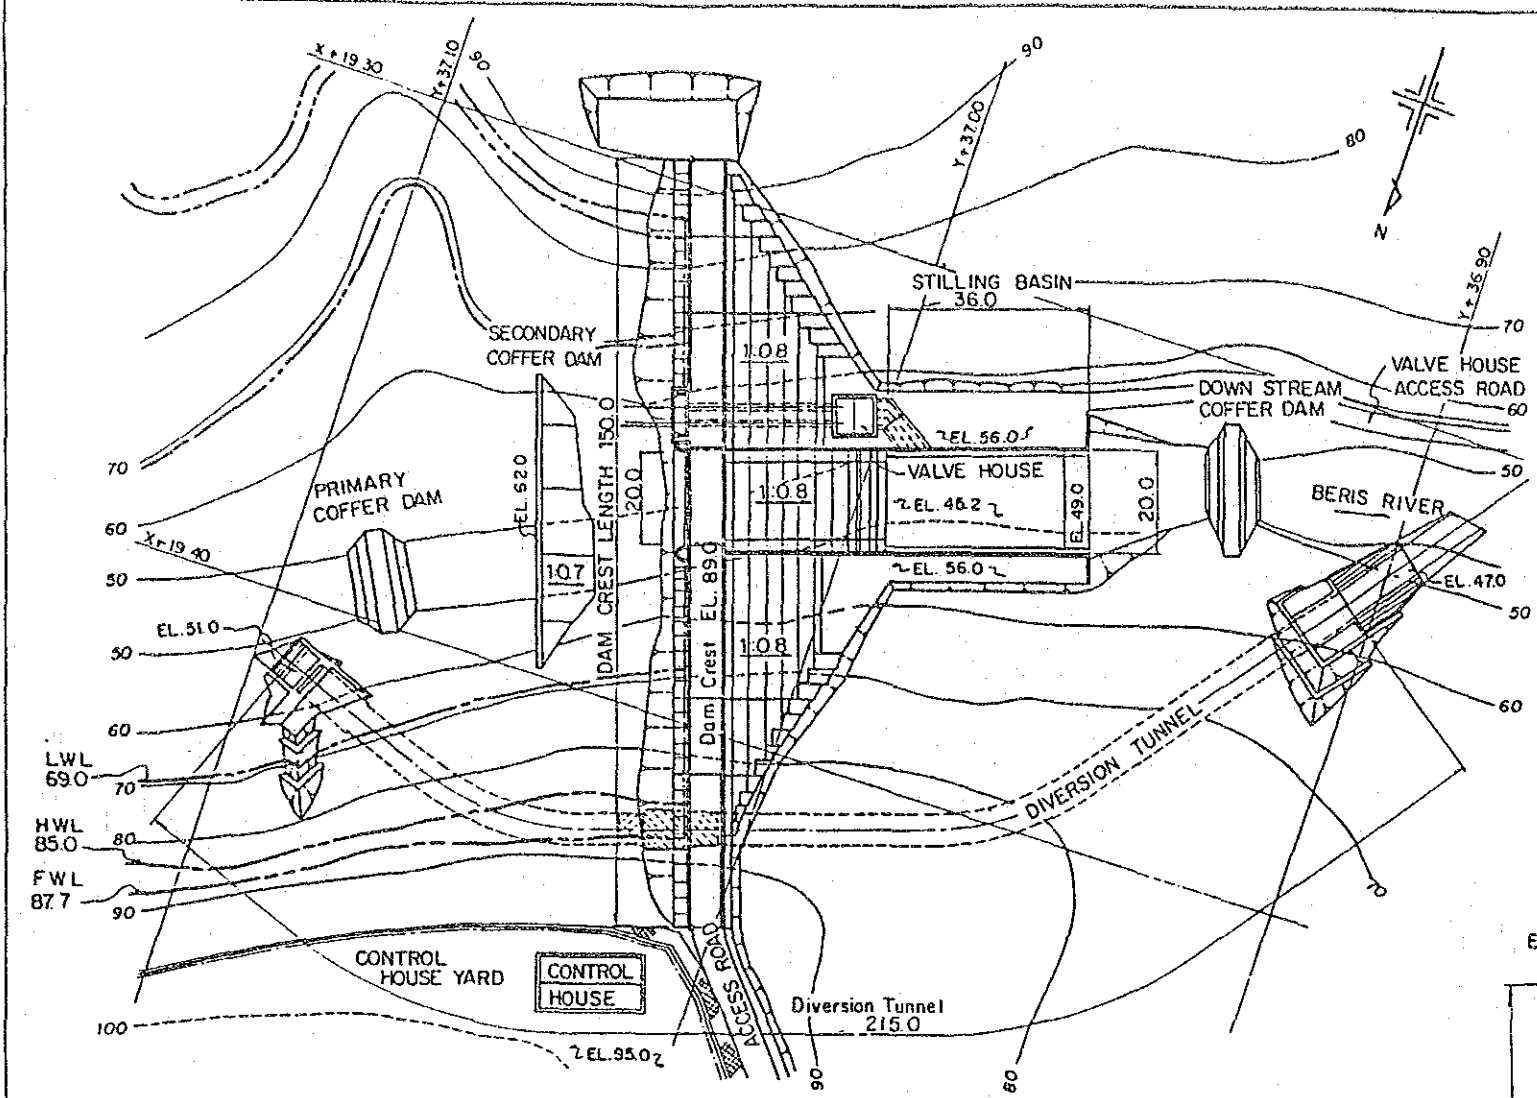 X + 19.30
Y + 37.10
90
90
Y + 37.00
80
N
Y + 36.90
STILLING BASIN
36.0
70
SECONDARY
COFFER DAM
1:0.8
VALVE HOUSE
ACCESS ROAD
DOWN STREAM
COFFER DAM
60
EL. 56.0
50
70
PRIMARY
COFFER DAM
EL. 62.0
DAM CREST LENGTH 150.0
20.0
VALVE HOUSE
1:0.8
EL. 46.2
EL. 49.0
20.0
BERIS RIVER
60
X + 19.40
50
1:0.7
Dam Crest EL. 89.0
EL. 56.0
EL. 47.0
50
EL. 51.0
50
1:0.8
60
60
LWL
69.0
70
DIVERSION TUNNEL
HWL
85.0
80
FWL
87.7
90
70
CONTROL
HOUSE YARD
CONTROL
HOUSE
ACCESS ROAD
Diversion Tunnel
215.0
100
EL. 95.0
90
80
E